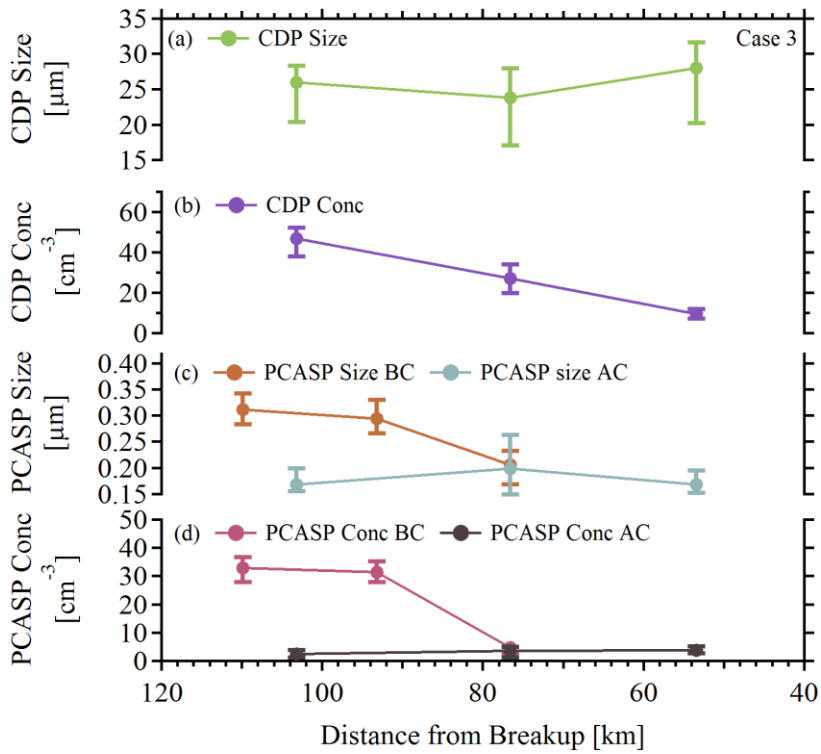 (a) CDP Size Case 3
CDP Size
[μm]
35
30
25
20
15
(b) CDP Conc
CDP Conc
[cm-3]
60
40
20
0
(c) PCASP Size BC PCASP size AC
PCASP Size
[μm]
0.40
0.35
0.30
0.25
0.20
0.15
(d) PCASP Conc BC PCASP Conc AC
PCASP Conc
[cm-3]
50
40
30
20
10
0
120 100 80 60 40
Distance from Breakup [km]